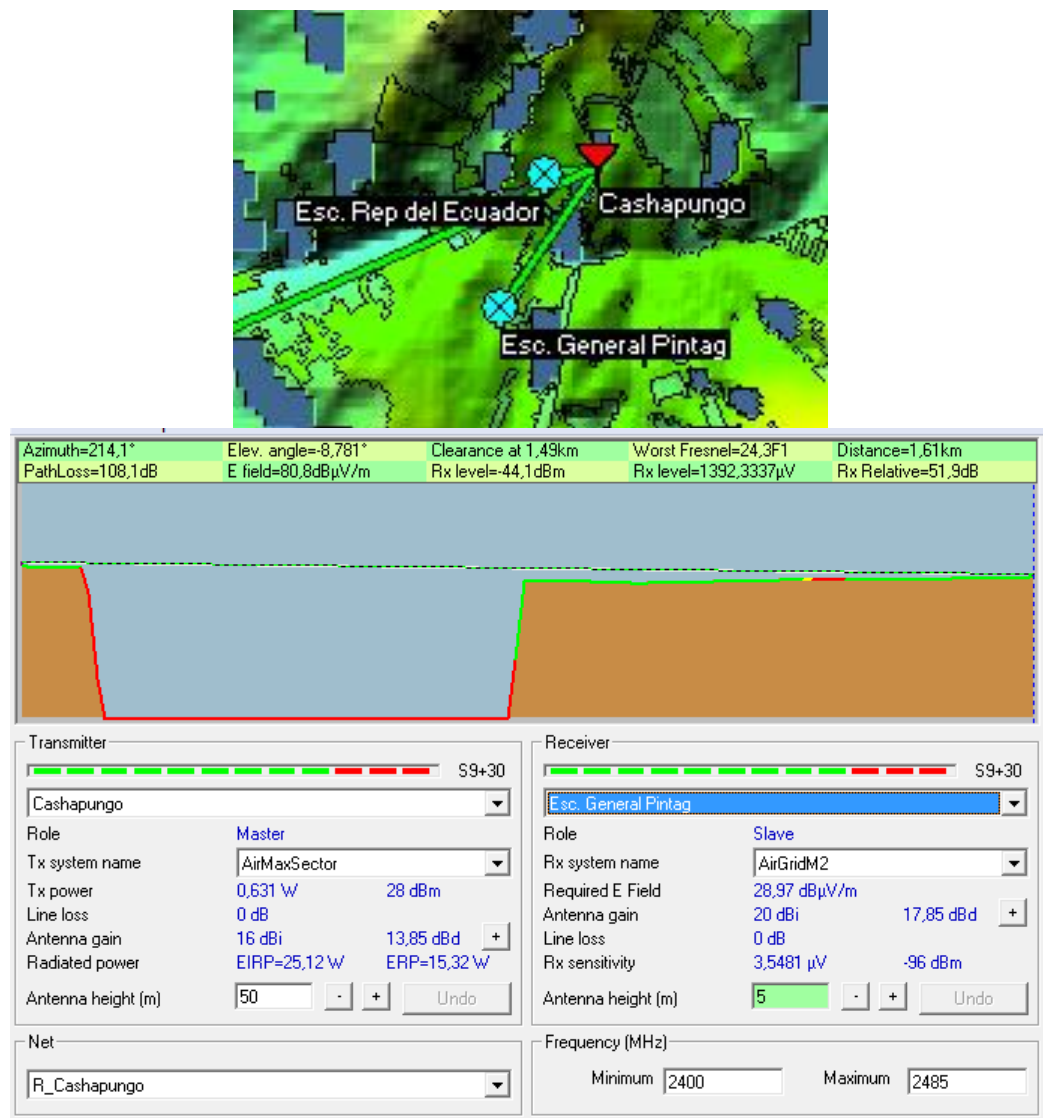 Esc. Rep del Ecuador
Cashapungo
Esc. General Pintag
Azimuth=214,1° Elev. angle=-8,781° Clearance at 1,49km Worst Fresnel=24,3F1 Distance=1,61km
PathLoss=108,1dB E field=80,8dBµV/m Rx level=-44,1dBm Rx level=1392,3337µV Rx Relative=51,9dB
Transmitter
S9+30
Cashapungo
Role Master
Tx system name AirMaxSector
Tx power 0,631 W 28 dBm
Line loss 0 dB
Antenna gain 16 dBi 13,85 dBd +
Radiated power EIRP=25,12 W ERP=15,32 W
Antenna height (m) 50 - + Undo
Net
R_Cashapungo
Receiver
S9+30
Esc. General Pintag
Role Slave
Rx system name AirGridM2
Required E Field 28,97 dBµV/m
Antenna gain 20 dBi 17,85 dBd +
Line loss 0 dB
Rx sensitivity 3,5481 µV -96 dBm
Antenna height (m) 5 - + Undo
Frequency (MHz)
Minimum 2400 Maximum 2485